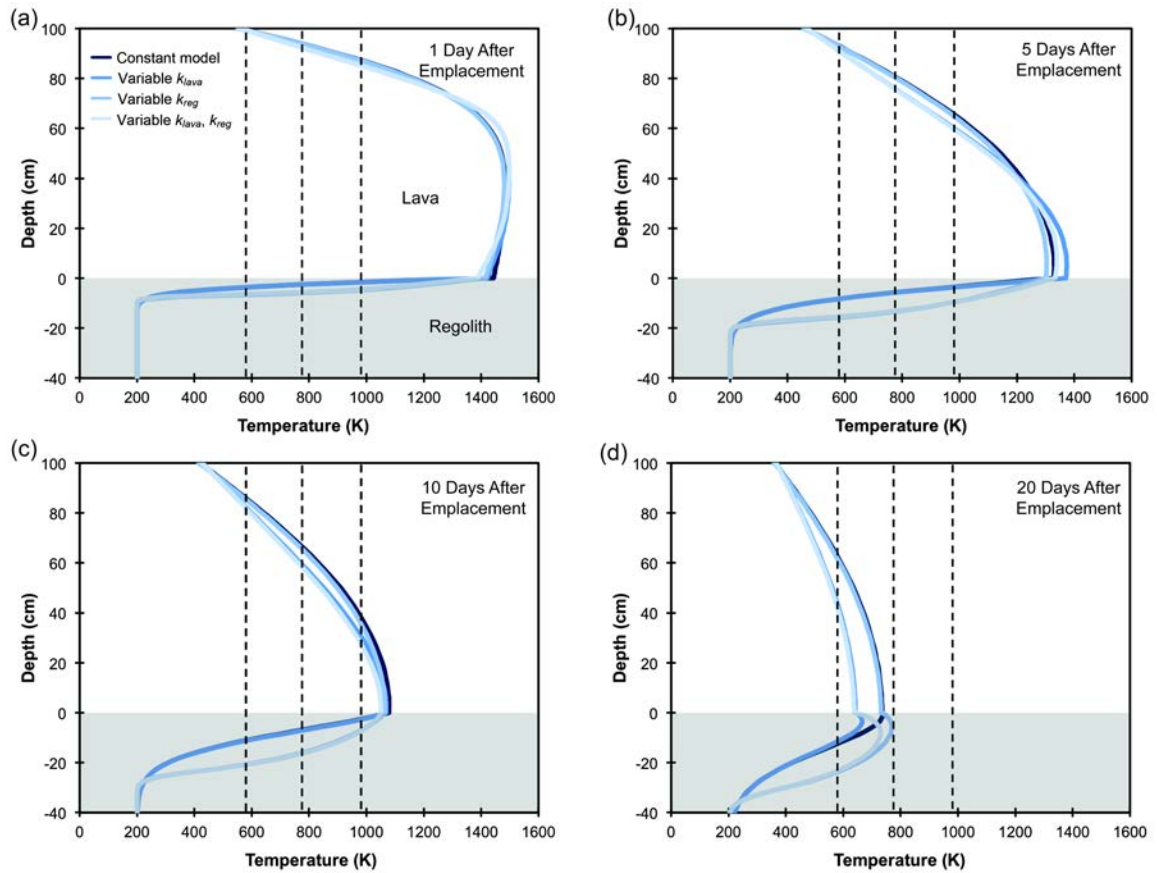 (a)
1 Day After
Emplacement
Constant model
Variable k_lava
Variable k_reg
Variable k_lava, k_reg
Lava
Regolith
Depth (cm)
100
80
60
40
20
0
-20
-40
0 200 400 600 800 1000 1200 1400 1600
Temperature (K)
(b)
5 Days After
Emplacement
Depth (cm)
100
80
60
40
20
0
-20
-40
0 200 400 600 800 1000 1200 1400 1600
Temperature (K)
(c)
10 Days After
Emplacement
Depth (cm)
100
80
60
40
20
0
-20
-40
0 200 400 600 800 1000 1200 1400 1600
Temperature (K)
(d)
20 Days After
Emplacement
Depth (cm)
100
80
60
40
20
0
-20
-40
0 200 400 600 800 1000 1200 1400 1600
Temperature (K)